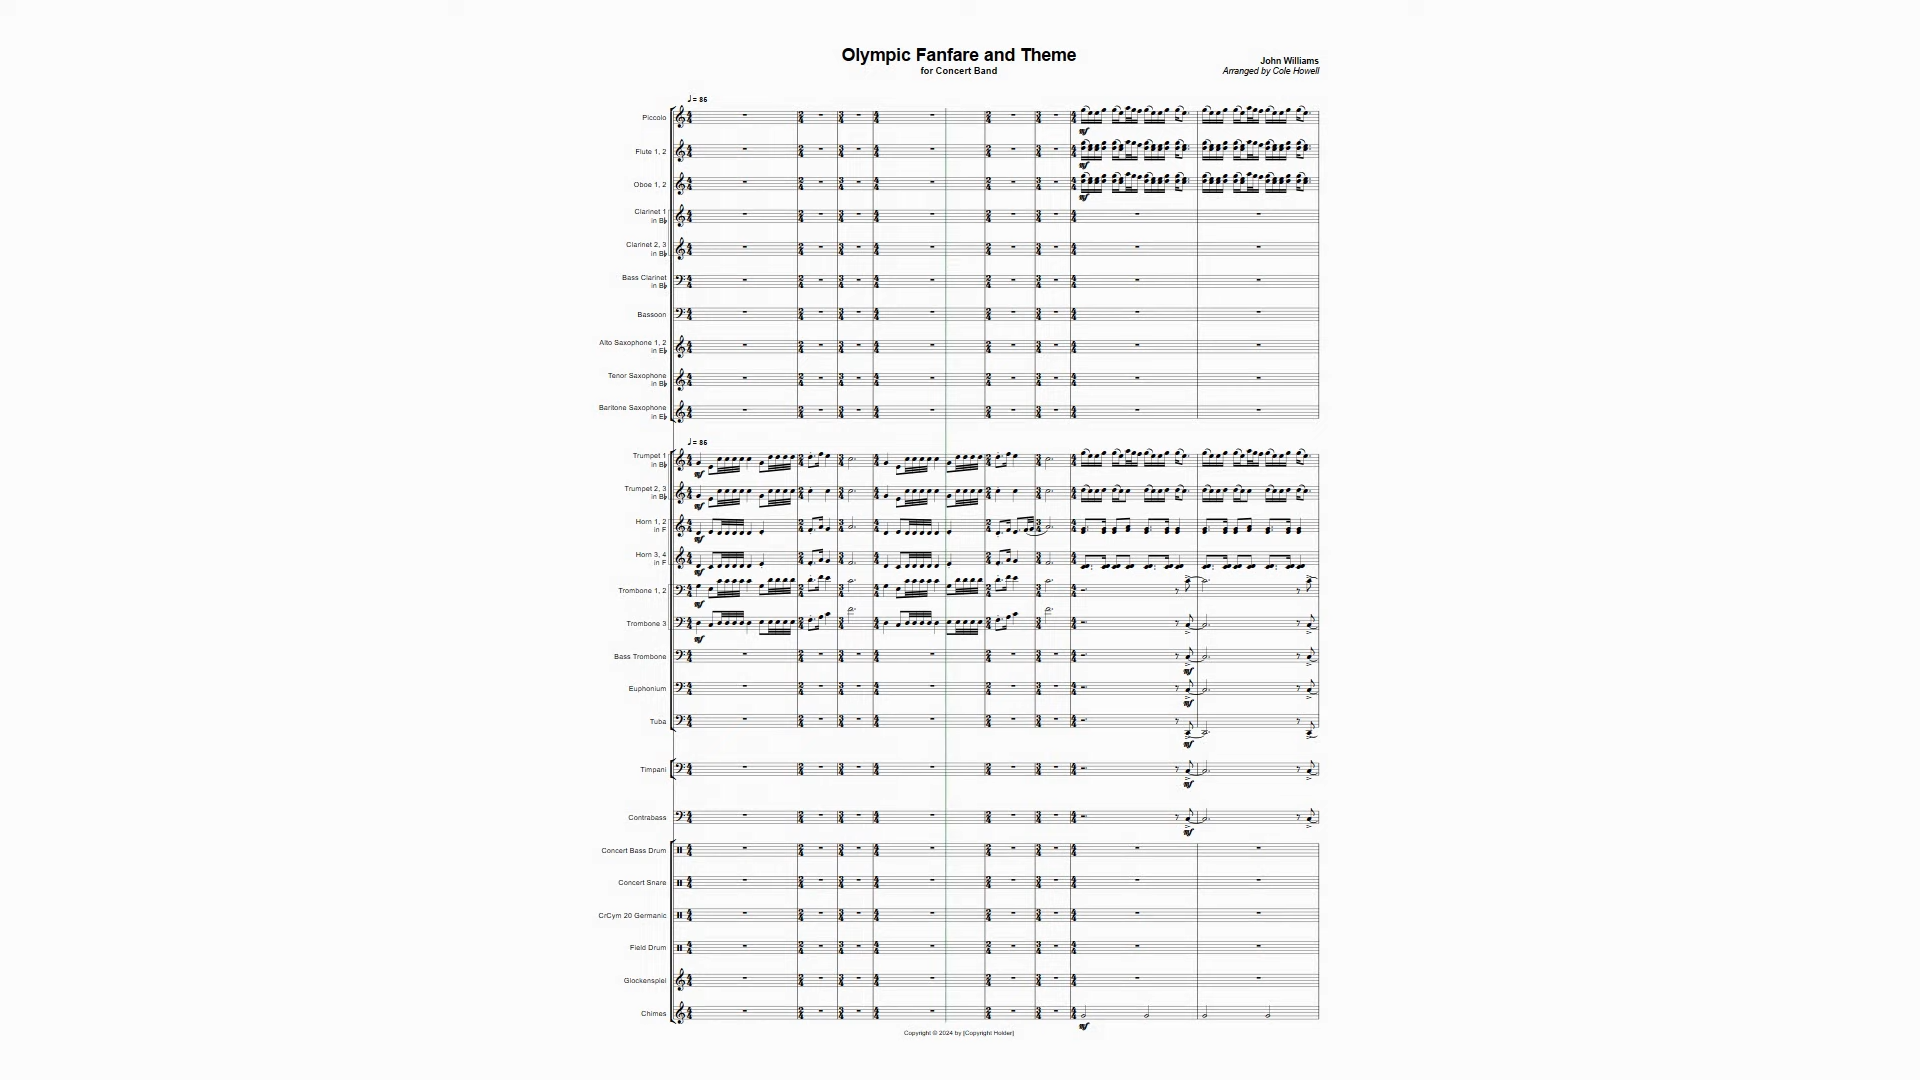 Olympic Fanfare and Theme
for Concert Band
John Williams
Arranged by Cole Howell
♩ = 86
Piccolo
Flute 1, 2
Oboe 1, 2
Clarinet 1
in B♭
Clarinet 2, 3
in B♭
Bass Clarinet
in B♭
Bassoon
Alto Saxophone 1, 2
in E♭
Tenor Saxophone
in B♭
Baritone Saxophone
in E♭
♩ = 86
Trumpet 1
in B♭
Trumpet 2, 3
in B♭
Horn 1, 2
in F
Horn 3, 4
in F
Trombone 1, 2
Trombone 3
Bass Trombone
Euphonium
Tuba
Timpani
Contrabass
Concert Bass Drum
Concert Snare
CrCym 20 Germanic
Field Drum
Glockenspiel
Chimes
Copyright © 2024 by [Copyright Holder]